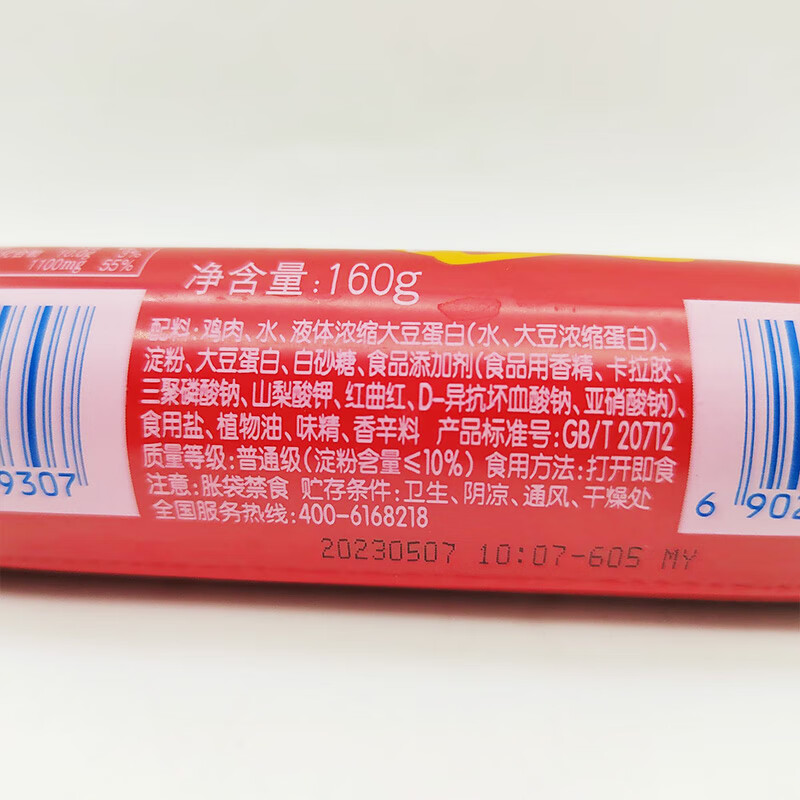 1100mg 55%
净含量:160g
配料:鸡肉、水、液体浓缩大豆蛋白(水、大豆浓缩蛋白)、
淀粉、大豆蛋白、白砂糖、食品添加剂(食品用香精、卡拉胶、
三聚磷酸钠、山梨酸钾、红曲红、D-异抗坏血酸钠、亚硝酸钠)、
食用盐、植物油、味精、香辛料 产品标准号:GB/T 20712
质量等级:普通级(淀粉含量≤10%) 食用方法:打开即食
注意:胀袋禁食 贮存条件:卫生、阴凉、通风、干燥处
全国服务热线:400-6168218
9307
6 902
20230507 10:07-605 MY